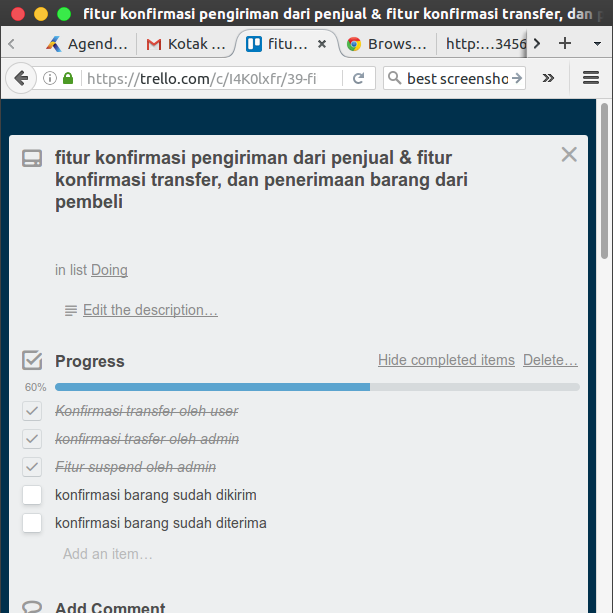 fitur konfirmasi pengiriman dari penjual & fitur konfirmasi transfer, dan
Agend… Kotak … fitu… Brows… http:…3456
https://trello.com/c/I4K0lxfr/39-fi best screensho
fitur konfirmasi pengiriman dari penjual & fitur
konfirmasi transfer, dan penerimaan barang dari
pembeli
in list Doing
Edit the description…
Progress Hide completed items Delete…
60%
Konfirmasi transfer oleh user
konfirmasi trasfer oleh admin
Fitur suspend oleh admin
konfirmasi barang sudah dikirim
konfirmasi barang sudah diterima
Add an item…
Add Comment